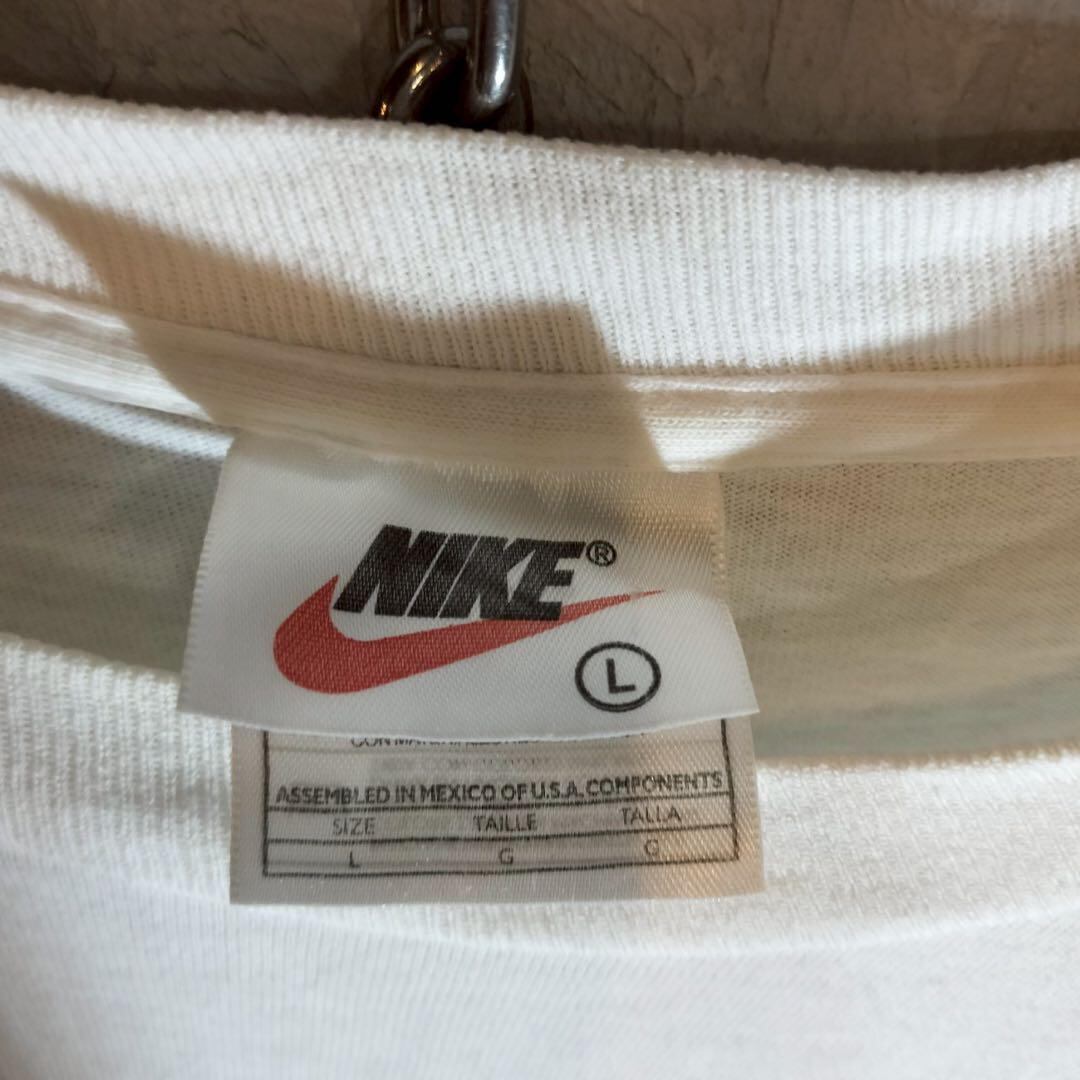 NIKE®
L
ASSEMBLED IN MEXICO OF U.S.A. COMPONENTS
SIZE TAILLE TALLA
L G G